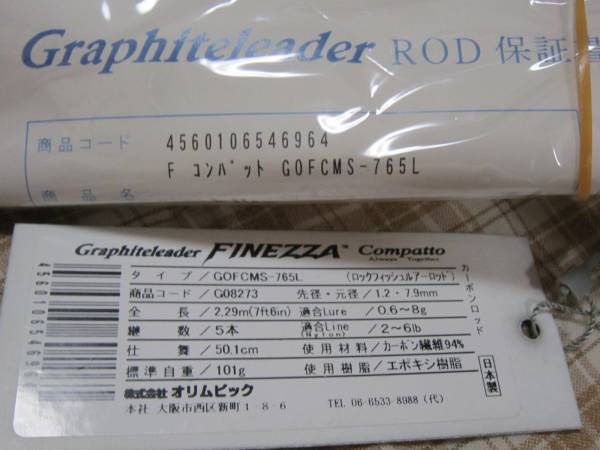 Graphiteleader ROD 保証書
商品コード 4560106546964
F コンパット GOFCMS-765L
商品名
Graphiteleader FINEZZA™ Compatto
Always Together
カーボンロッド
タイプ/GOFCMS-765L (ロックフィッシュルアーロッド)
商品コード/G08273 先径・元径/1.2・7.9mm
全長/2.29m(7ft6in) 適合Lure/0.6~8g
継数/5本 適合Line(Nylon)/2~6lb
仕舞/50.1cm 使用材料/カーボン繊維94%
標準自重/101g 使用樹脂/エポキシ樹脂
日本製
株式会社オリムピック
本社 大阪市西区新町1-8-6 TEL 06-6533-8988(代)